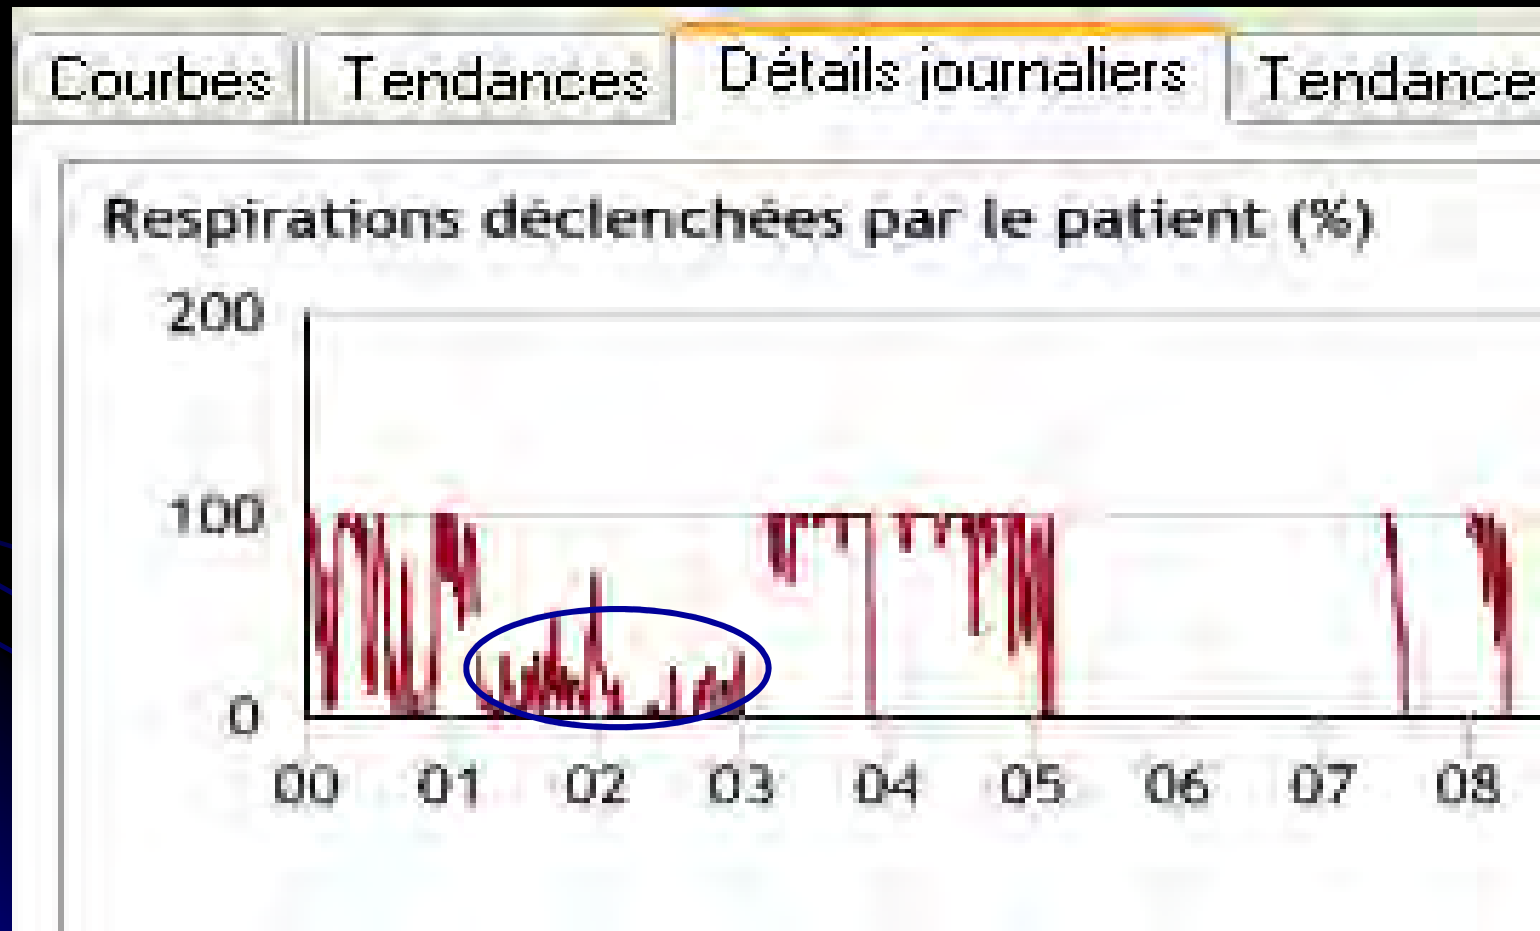 Courbes Tendances Détails journaliers Tendance
Respirations déclenchées par le patient (%)
200
100
0
00 01 02 03 04 05 06 07 08